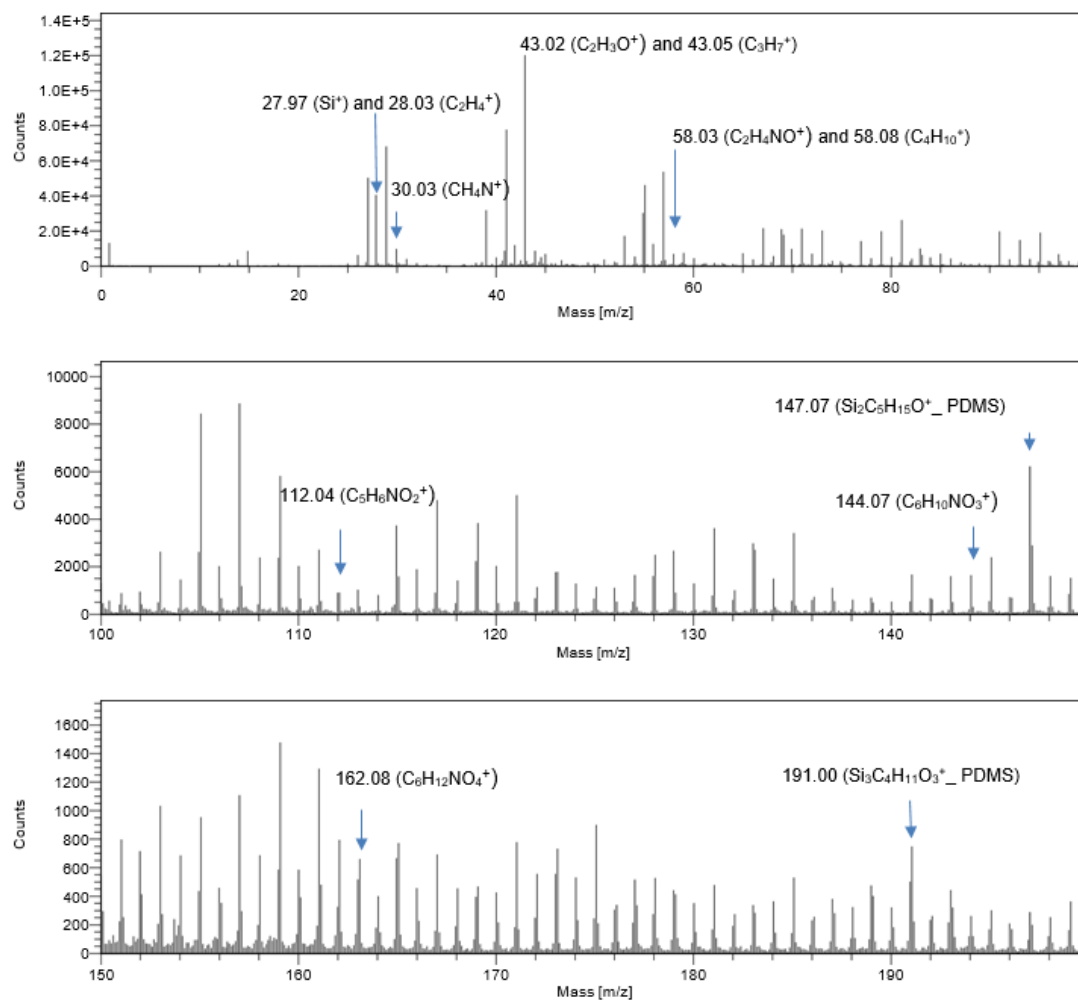 1.4E+5
1.2E+5
1.0E+5
8.0E+4
6.0E+4
4.0E+4
2.0E+4
0
Counts
43.02 (C₂H₃O⁺) and 43.05 (C₃H₇⁺)
27.97 (Si⁺) and 28.03 (C₂H₄⁺)
58.03 (C₂H₄NO⁺) and 58.08 (C₄H₁₀⁺)
30.03 (CH₄N⁺)
0 20 40 60 80
Mass [m/z]
10000
8000
6000
4000
2000
0
Counts
147.07 (Si₂C₅H₁₅O⁺_ PDMS)
112.04 (C₅H₆NO₂⁺)
144.07 (C₆H₁₀NO₃⁺)
100 110 120 130 140
Mass [m/z]
1600
1400
1200
1000
800
600
400
200
0
Counts
162.08 (C₆H₁₂NO₄⁺)
191.00 (Si₃C₄H₁₁O₃⁺_ PDMS)
150 160 170 180 190
Mass [m/z]